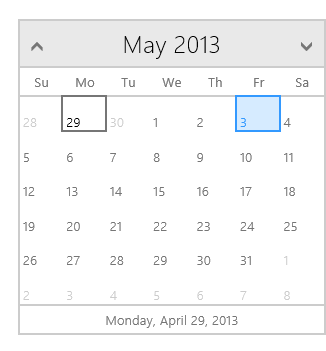 May 2013
Su Mo Tu We Th Fr Sa
28 29 30 1 2 3 4
5 6 7 8 9 10 11
12 13 14 15 16 17 18
19 20 21 22 23 24 25
26 27 28 29 30 31 1
2 3 4 5 6 7 8
Monday, April 29, 2013